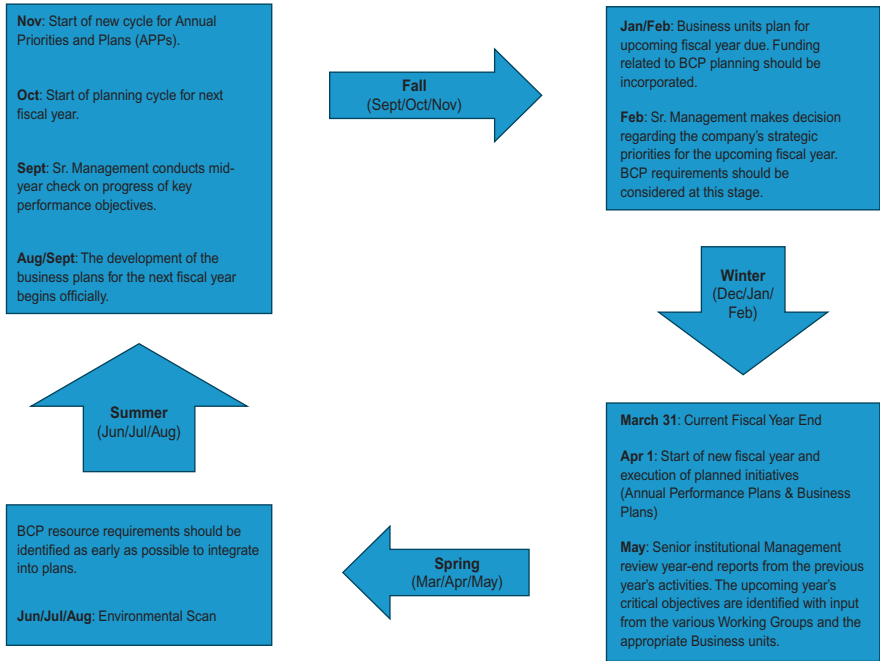 Nov: Start of new cycle for Annual
Priorities and Plans (APPs).
Oct: Start of planning cycle for next
fiscal year.
Sept: Sr. Management conducts mid-
year check on progress of key
performance objectives.
Aug/Sept: The development of the
business plans for the next fiscal year
begins officially.
Fall
(Sept/Oct/Nov)
Jan/Feb: Business units plan for
upcoming fiscal year due. Funding
related to BCP planning should be
incorporated.
Feb: Sr. Management makes decision
regarding the company's strategic
priorities for the upcoming fiscal year.
BCP requirements should be
considered at this stage.
Winter
(Dec/Jan/
Feb)
March 31: Current Fiscal Year End
Apr 1: Start of new fiscal year and
execution of planned initiatives
(Annual Performance Plans & Business
Plans)
May: Senior institutional Management
review year-end reports from the previous
year's activities. The upcoming year's
critical objectives are identified with input
from the various Working Groups and the
appropriate Business units.
Spring
(Mar/Apr/May)
BCP resource requirements should be
identified as early as possible to integrate
into plans.
Jun/Jul/Aug: Environmental Scan
Summer
(Jun/Jul/Aug)